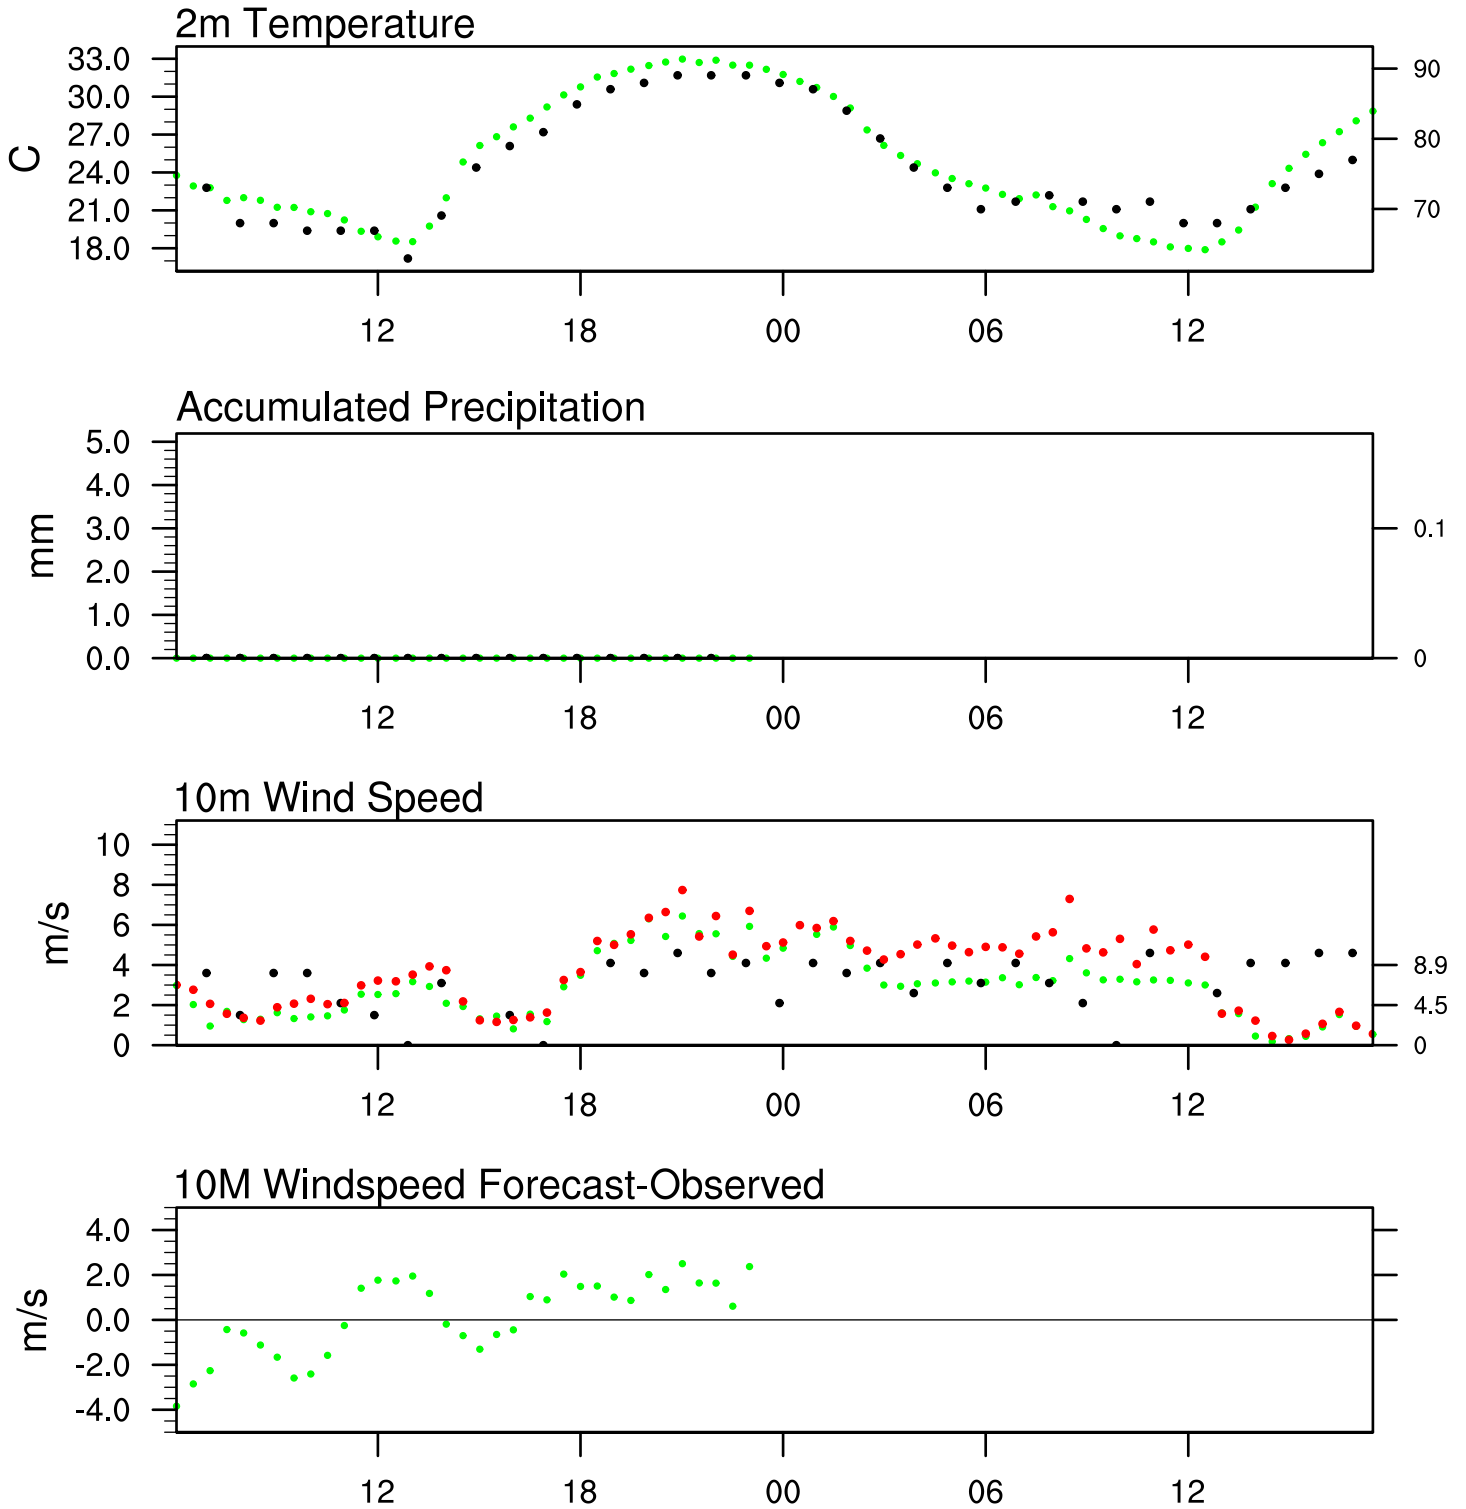 2m Temperature
33.0
30.0
27.0
24.0
21.0
18.0
C
90
80
70
12 18 00 06 12
Accumulated Precipitation
5.0
4.0
3.0
2.0
1.0
0.0
mm
0.1
0
12 18 00 06 12
10m Wind Speed
10
8
6
4
2
0
m/s
8.9
4.5
0
12 18 00 06 12
10M Windspeed Forecast-Observed
4.0
2.0
0.0
-2.0
-4.0
m/s
12 18 00 06 12